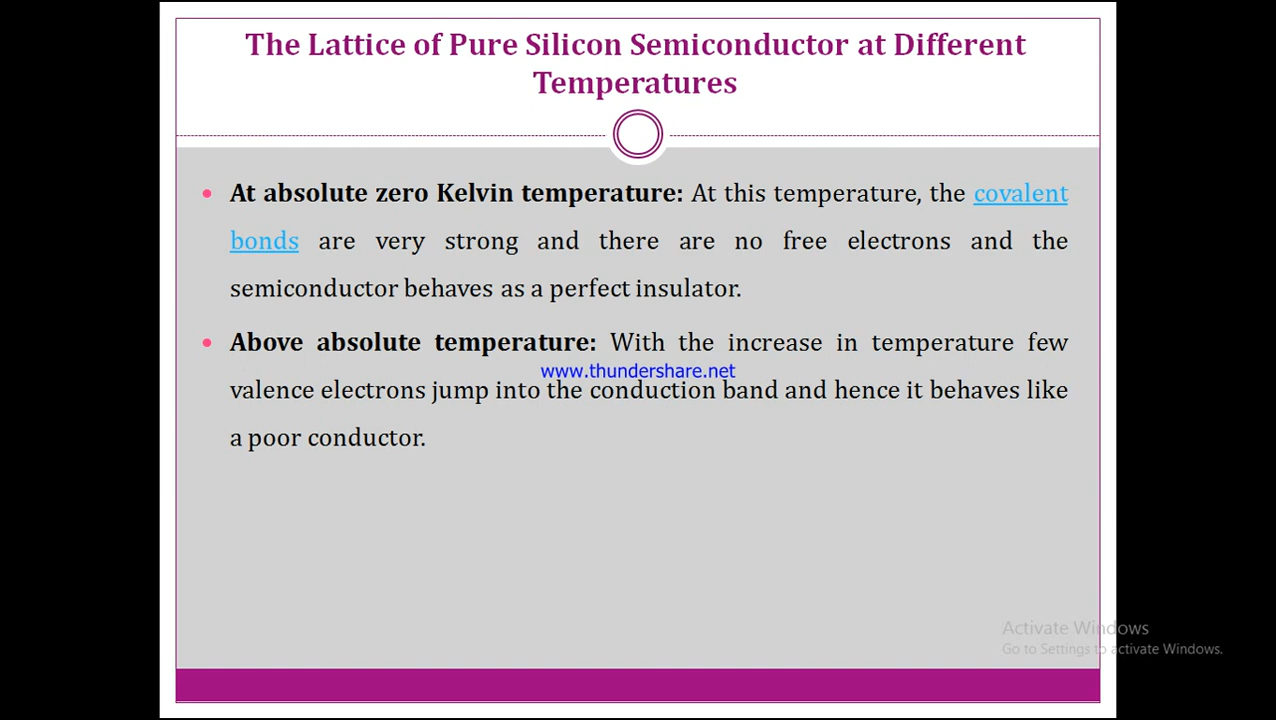 The Lattice of Pure Silicon Semiconductor at Different
Temperatures
• At absolute zero Kelvin temperature: At this temperature, the covalent
bonds are very strong and there are no free electrons and the
semiconductor behaves as a perfect insulator.
• Above absolute temperature: With the increase in temperature few
www.thundershare.net
valence electrons jump into the conduction band and hence it behaves like
a poor conductor.
Activate Windows
Go to Settings to activate Windows.